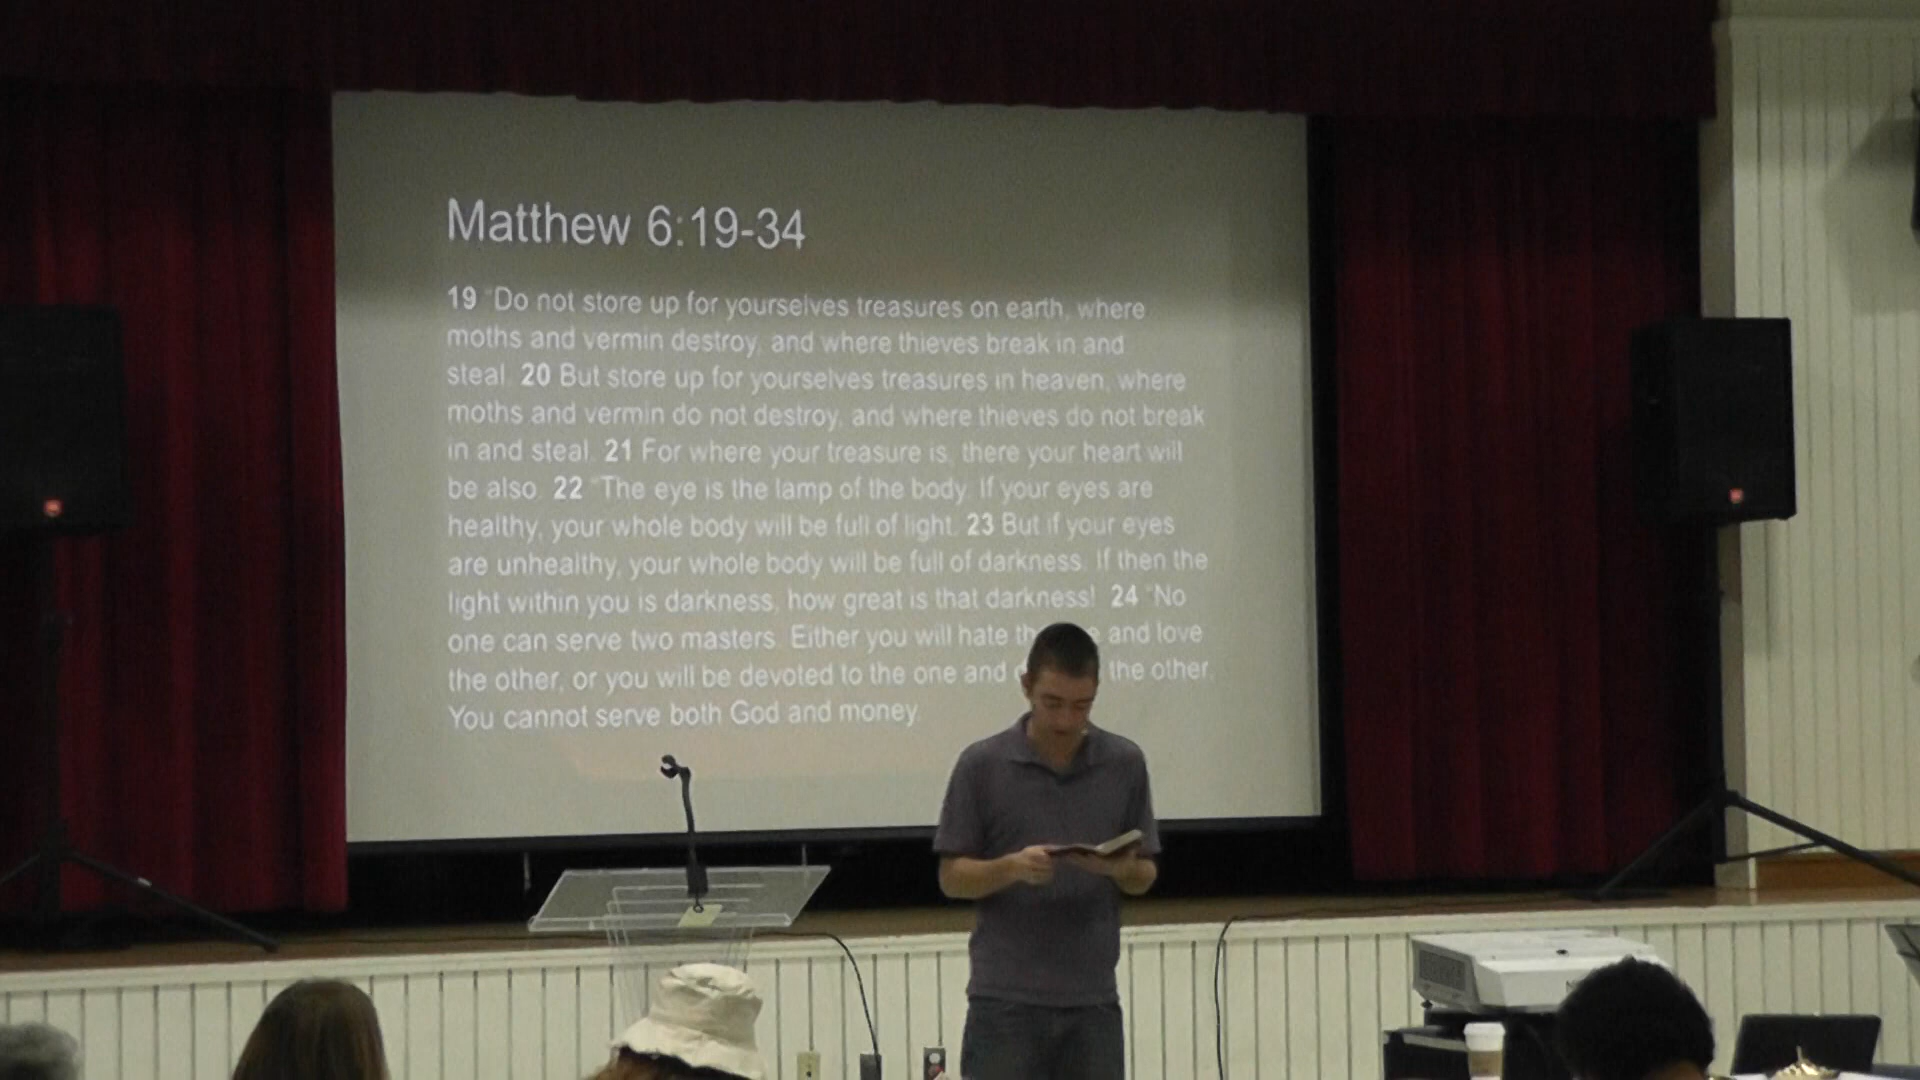 Matthew 6:19-34
19 "Do not store up for yourselves treasures on earth, where
moths and vermin destroy, and where thieves break in and
steal. 20 But store up for yourselves treasures in heaven, where
moths and vermin do not destroy, and where thieves do not break
in and steal. 21 For where your treasure is, there your heart will
be also. 22 "The eye is the lamp of the body. If your eyes are
healthy, your whole body will be full of light. 23 But if your eyes
are unhealthy, your whole body will be full of darkness. If then the
light within you is darkness, how great is that darkness! 24 "No
one can serve two masters. Either you will hate and love
the other, or you will be devoted to the one and the other.
You cannot serve both God and money.